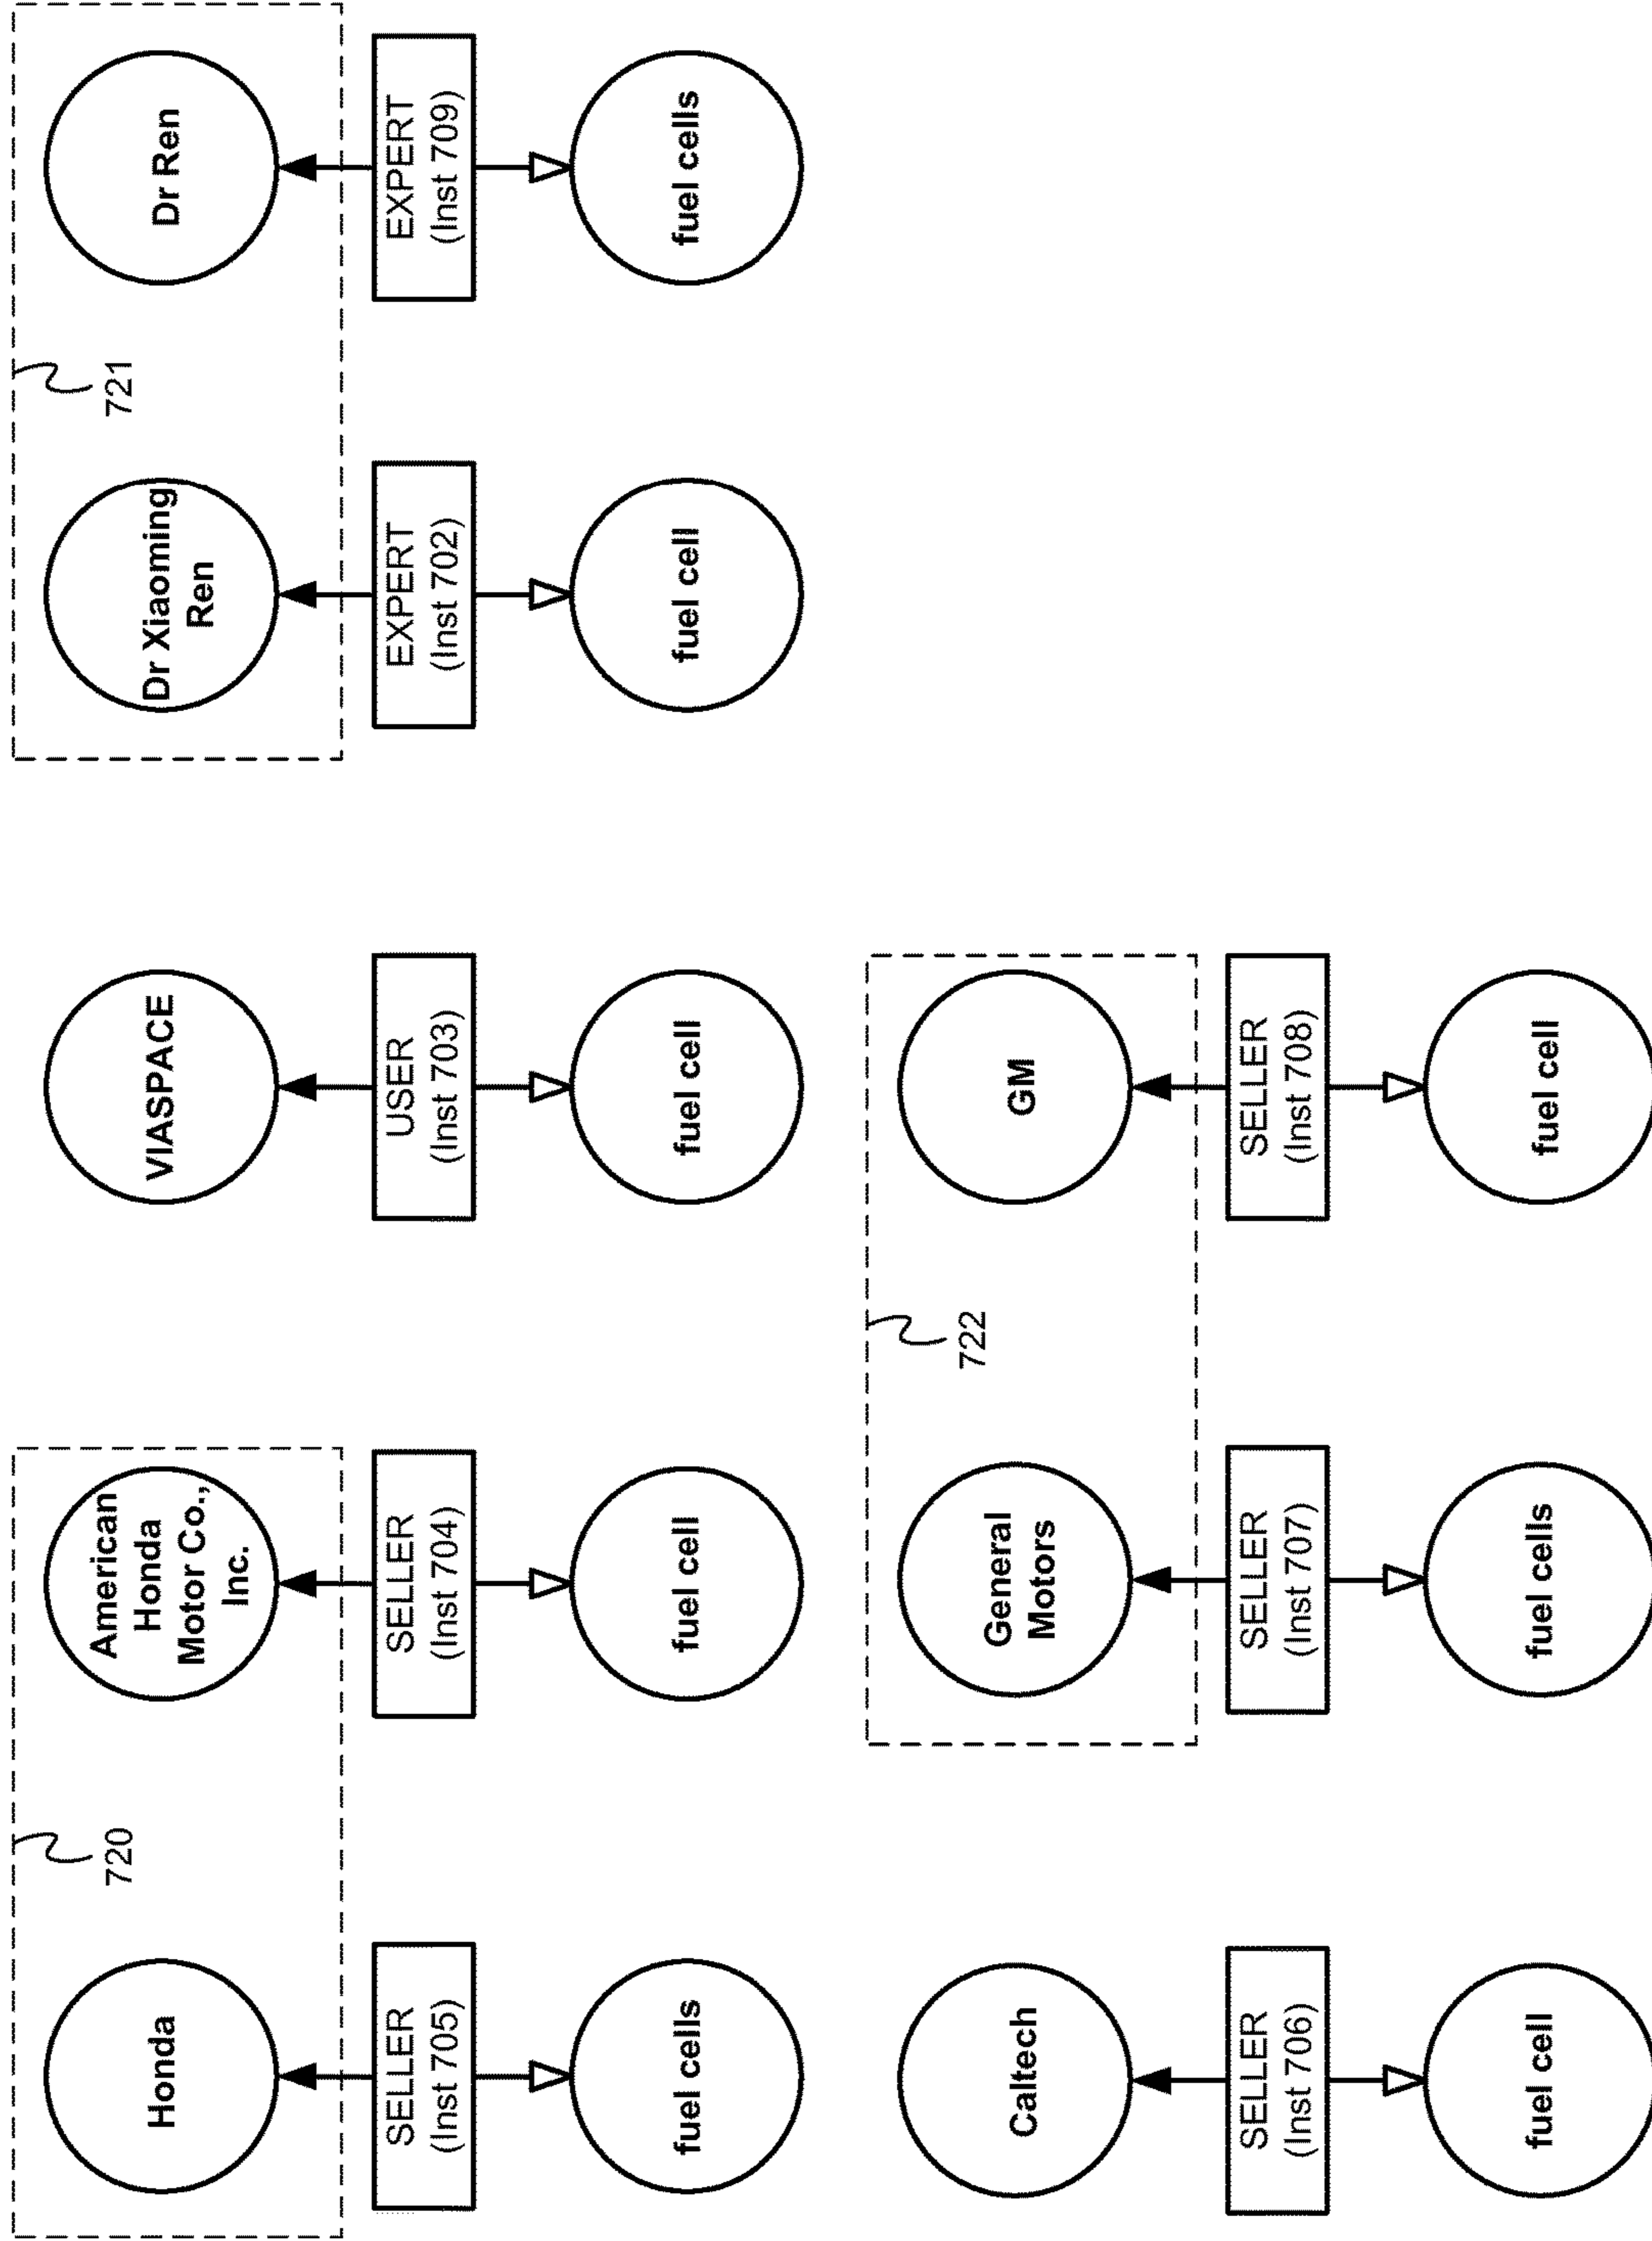 720
721
Honda
American
Honda
Motor Co.,
Inc.
VIASPACE
Dr Xiaoming
Ren
Dr Ren
SELLER
(Inst 705)
SELLER
(Inst 704)
USER
(Inst 703)
EXPERT
(Inst 702)
EXPERT
(Inst 709)
fuel cells
fuel cell
fuel cell
fuel cell
fuel cells
722
Caltech
General
Motors
GM
SELLER
(Inst 706)
SELLER
(Inst 707)
SELLER
(Inst 708)
fuel cell
fuel cells
fuel cell